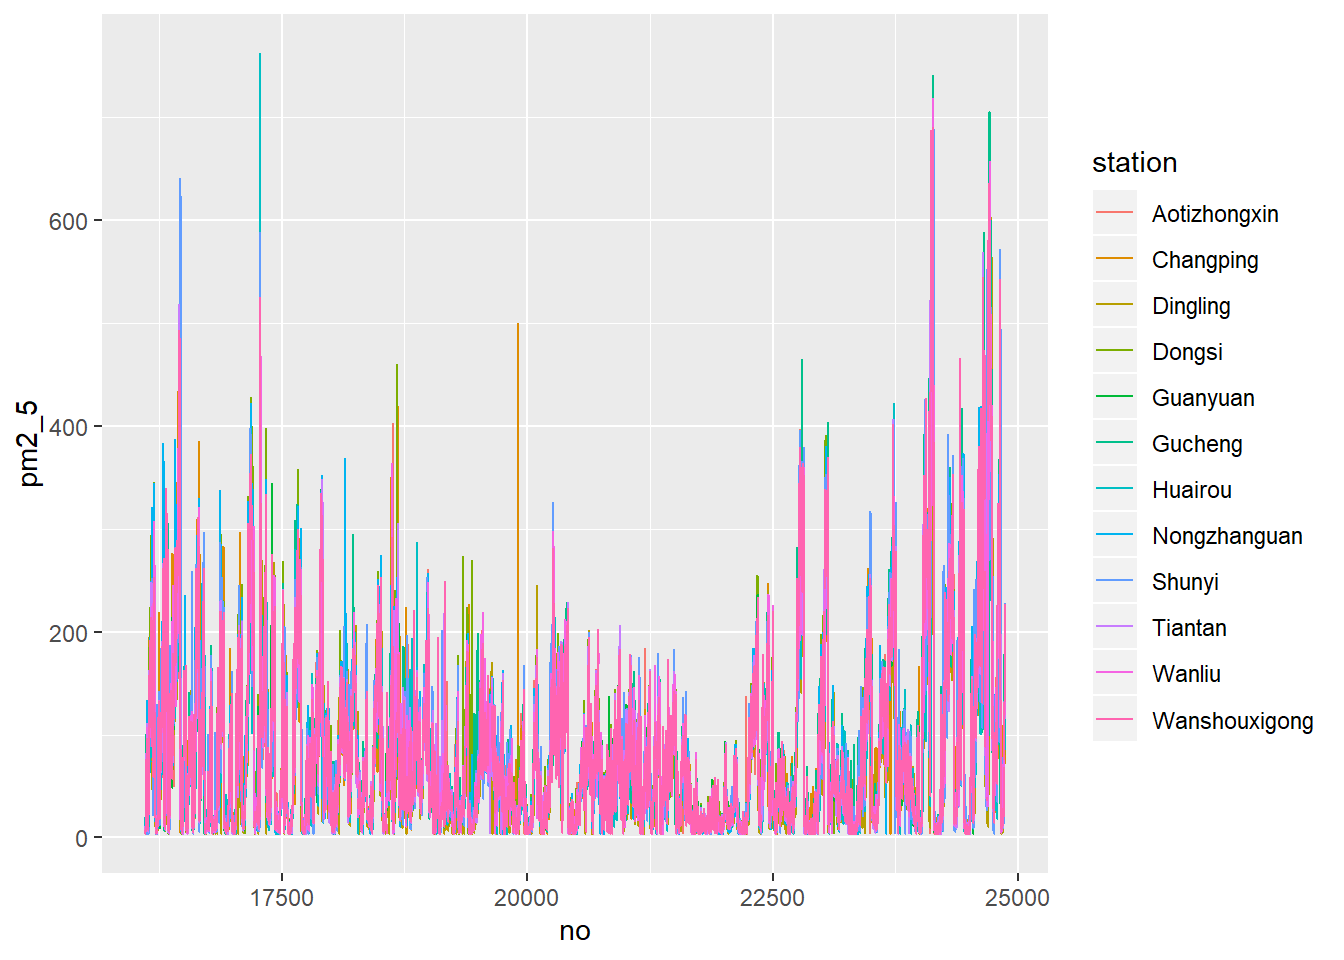 600
400
200
0
pm2_5
17500
20000
22500
25000
no
station
Aotizhongxin
Changping
Dingling
Dongsi
Guanyuan
Gucheng
Huairou
Nongzhanguan
Shunyi
Tiantan
Wanliu
Wanshouxigong